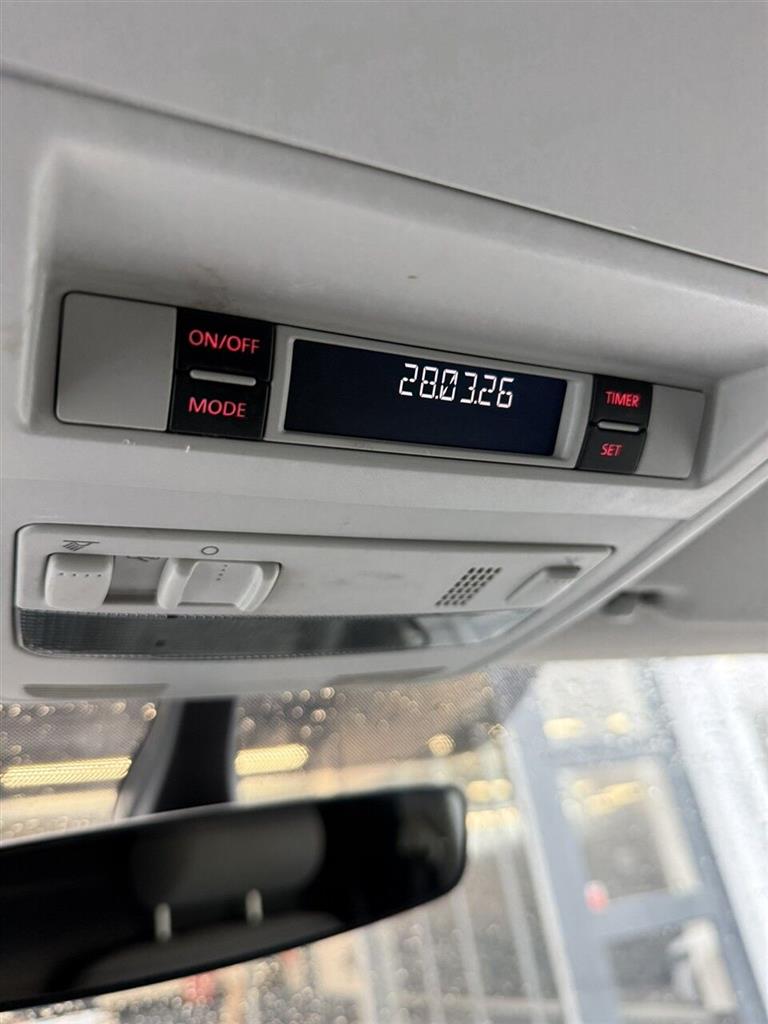 ON/OFF
MODE
28.03.26
TIMER
SET